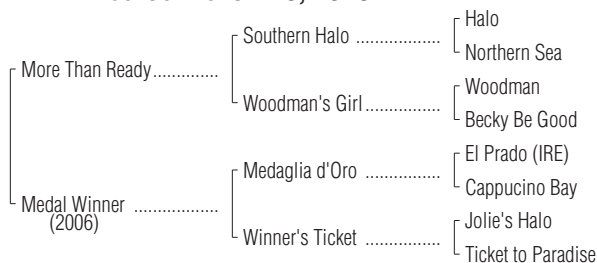 Halo
Southern Halo
Northern Sea
More Than Ready
Woodman
Woodman's Girl
Becky Be Good
El Prado (IRE)
Medaglia d'Oro
Cappucino Bay
Medal Winner
(2006)
Jolie's Halo
Winner's Ticket
Ticket to Paradise